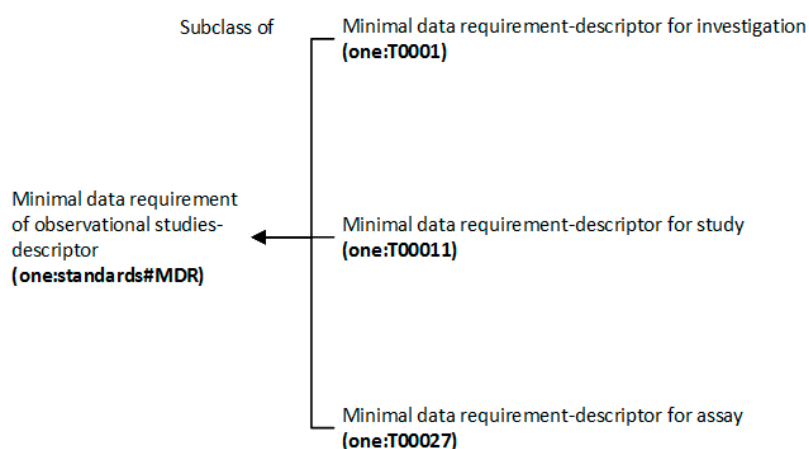 Subclass of
Minimal data requirement-descriptor for investigation
(one:T0001)
Minimal data requirement
of observational studies-
descriptor
(one:standards#MDR)
Minimal data requirement-descriptor for study
(one:T00011)
Minimal data requirement-descriptor for assay
(one:T00027)